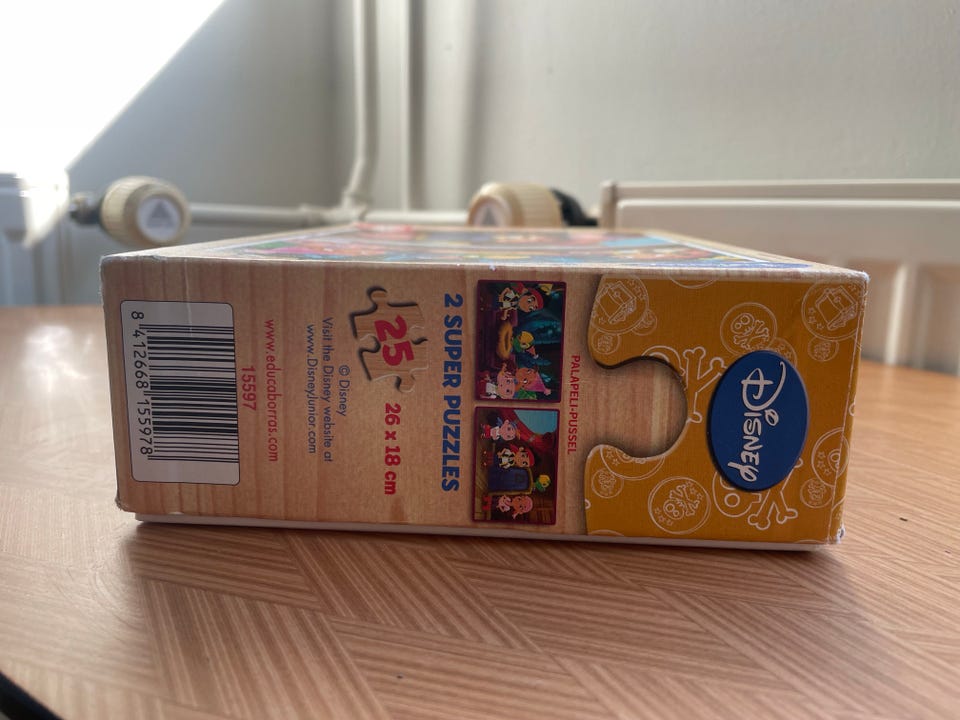 Disney
PALAPELI-PUSSEL
2 SUPER PUZZLES
25
26 x 18 cm
© Disney
Visit the Disney website at
www.DisneyJunior.com
www.educaborras.com
15597
8 412668 155978